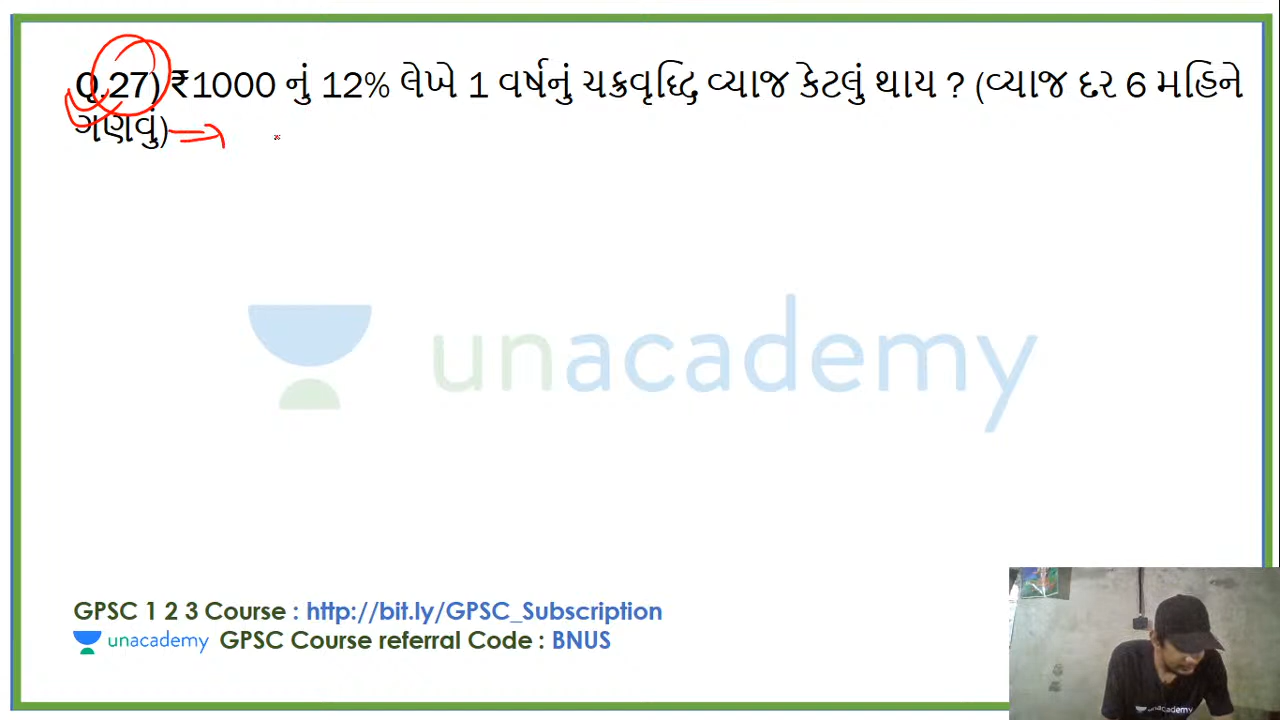 Q.27) ₹1000 નું 12% લેખે 1 વર્ષનું ચક્રવૃધ્ધિ વ્યાજ કેટલું થાય ? (વ્યાજ દર 6 મહિને
ગણવું)
unacademy
GPSC 1 2 3 Course : http://bit.ly/GPSC_Subscription
unacademy GPSC Course referral Code : BNUS
unacademy